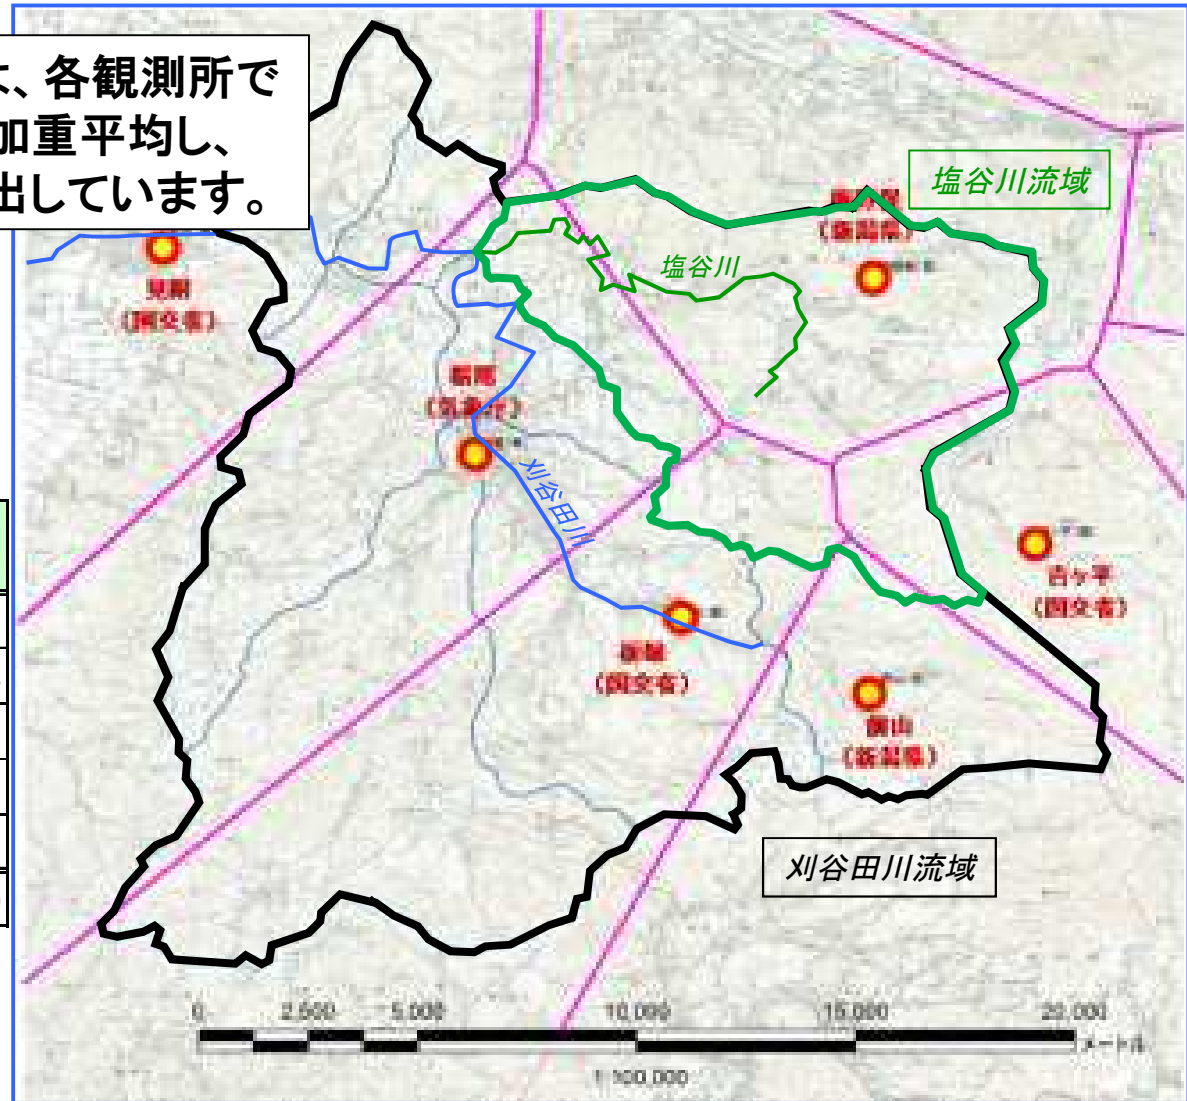 は、各観測所で
加重平均し、
出しています。
塩谷川流域
(新潟県)
塩谷川
見附
(国交省)
栃尾
(気象庁)
刈谷田川
吉ヶ平
(国交省)
(国交省)
(新潟県)
刈谷田川流域
0 2,500 5,000 10,000 15,000 20,000
メートル
1:100,000